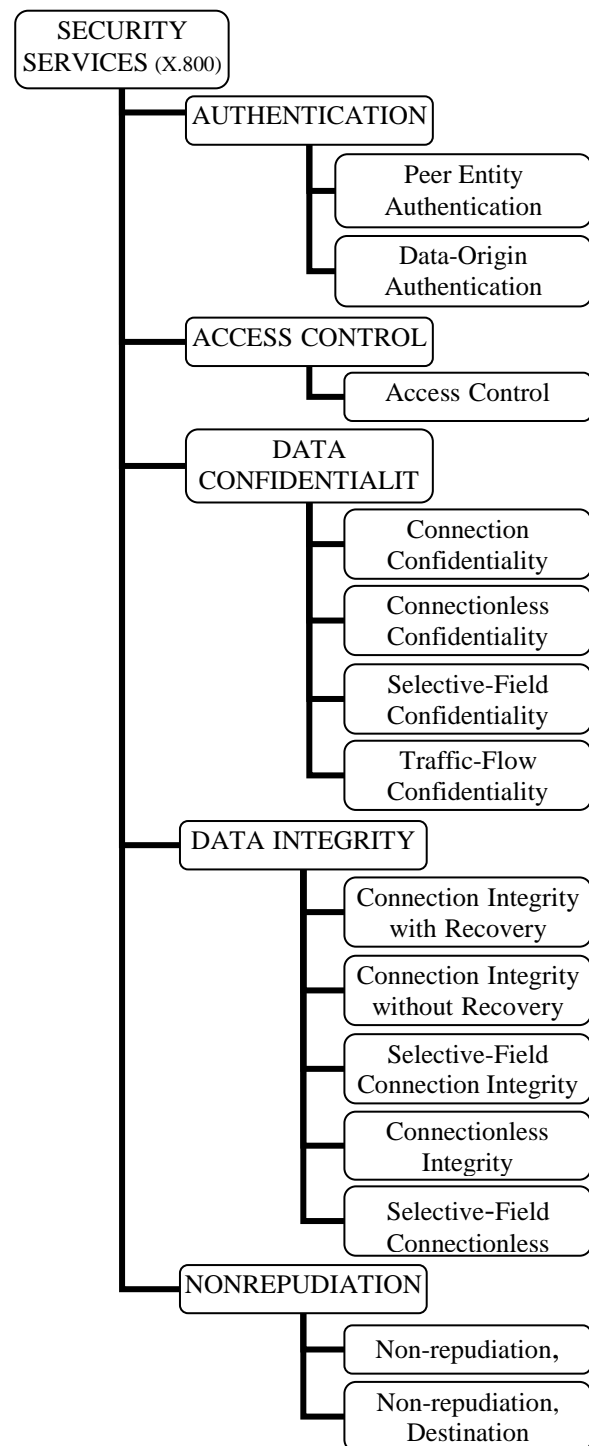 SECURITY
SERVICES (X.800)
AUTHENTICATION
Peer Entity
Authentication
Data-Origin
Authentication
ACCESS CONTROL
Access Control
DATA
CONFIDENTIALIT
Connection
Confidentiality
Connectionless
Confidentiality
Selective-Field
Confidentiality
Traffic-Flow
Confidentiality
DATA INTEGRITY
Connection Integrity
with Recovery
Connection Integrity
without Recovery
Selective-Field
Connection Integrity
Connectionless
Integrity
Selective-Field
Connectionless
NONREPUDIATION
Non-repudiation,
Non-repudiation,
Destination